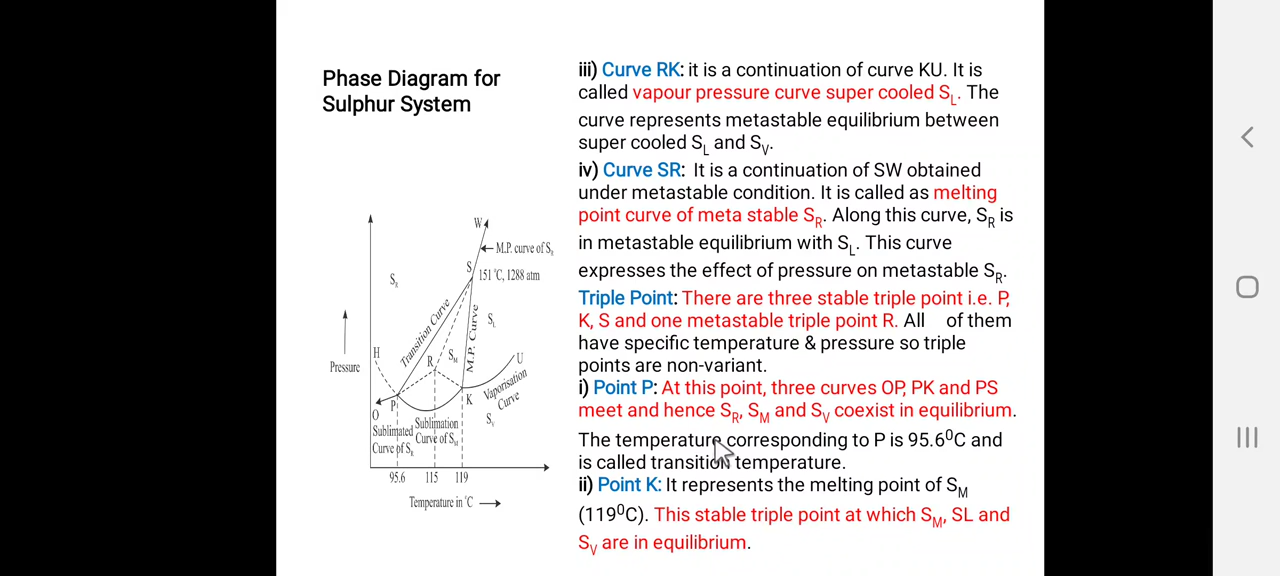 Phase Diagram for
Sulphur System
W
M.P. curve of SR
S
151 °C, 1288 atm
SR
Transition Curve
SL
M.P. Curve
H
R
SM
U
Pressure
K
Vaporisation
Curve
P
O
SV
Sublimated
Curve of SR
Sublimation
Curve of SM
95.6 115 119
Temperature in °C
iii) Curve RK: it is a continuation of curve KU. It is
called vapour pressure curve super cooled SL. The
curve represents metastable equilibrium between
super cooled SL and SV.
iv) Curve SR: It is a continuation of SW obtained
under metastable condition. It is called as melting
point curve of meta stable SR. Along this curve, SR is
in metastable equilibrium with SL. This curve
expresses the effect of pressure on metastable SR.
Triple Point: There are three stable triple point i.e. P,
K, S and one metastable triple point R. All of them
have specific temperature & pressure so triple
points are non-variant.
i) Point P: At this point, three curves OP, PK and PS
meet and hence SR, SM and SV coexist in equilibrium.
The temperature corresponding to P is 95.6⁰C and
is called transition temperature.
ii) Point K: It represents the melting point of SM
(119⁰C). This stable triple point at which SM, SL and
SV are in equilibrium.